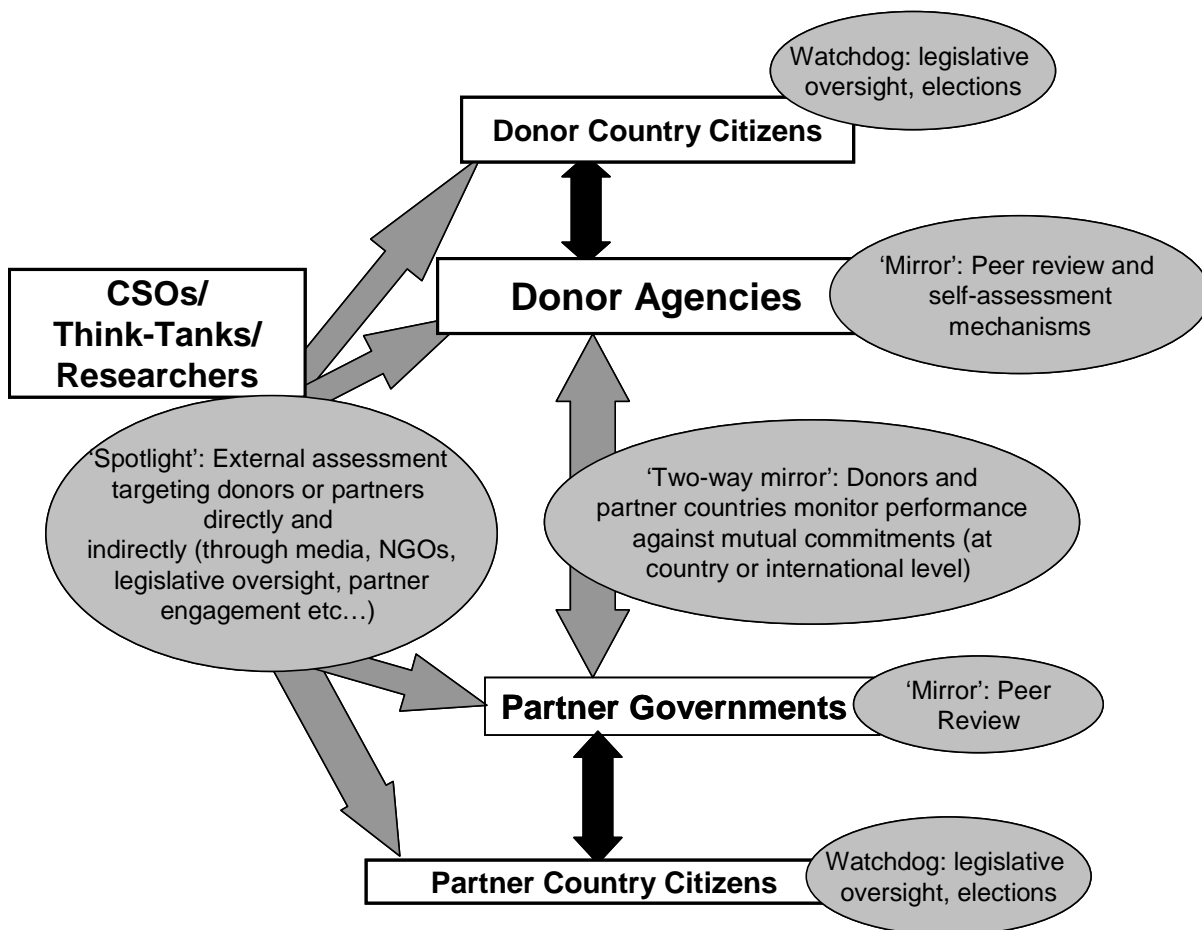 Watchdog: legislative
oversight, elections
Donor Country Citizens
Donor Agencies
‘Mirror’: Peer review and
self-assessment
mechanisms
CSOs/
Think-Tanks/
Researchers
‘Spotlight’: External assessment
targeting donors or partners
directly and
indirectly (through media, NGOs,
legislative oversight, partner
engagement etc…)
‘Two-way mirror’: Donors and
partner countries monitor performance
against mutual commitments (at
country or international level)
Partner Governments
‘Mirror’: Peer
Review
Partner Country Citizens
Watchdog: legislative
oversight, elections